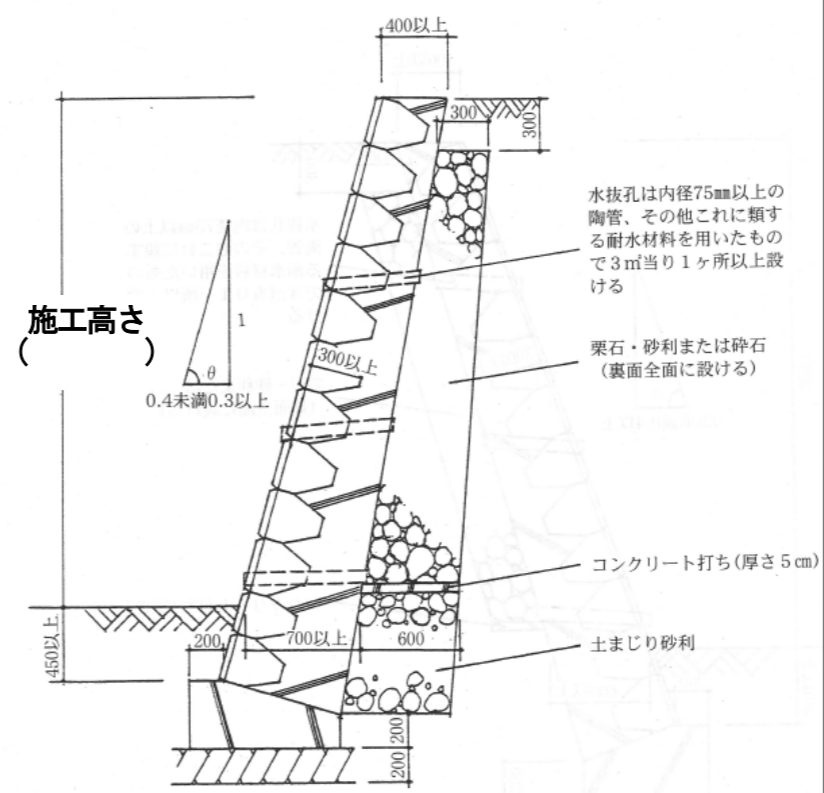 400以上
300
300
水抜孔は内径75㎜以上の
陶管、その他これに類す
る耐水材料を用いたもの
で３㎡当り１ヶ所以上設
ける
施工高さ
(　　　)
1
θ
0.4未満0.3以上
300以上
栗石・砂利または砕石
（裏面全面に設ける）
コンクリート打ち(厚さ５㎝)
450以上
200
700以上
600
土まじり砂利
200
200